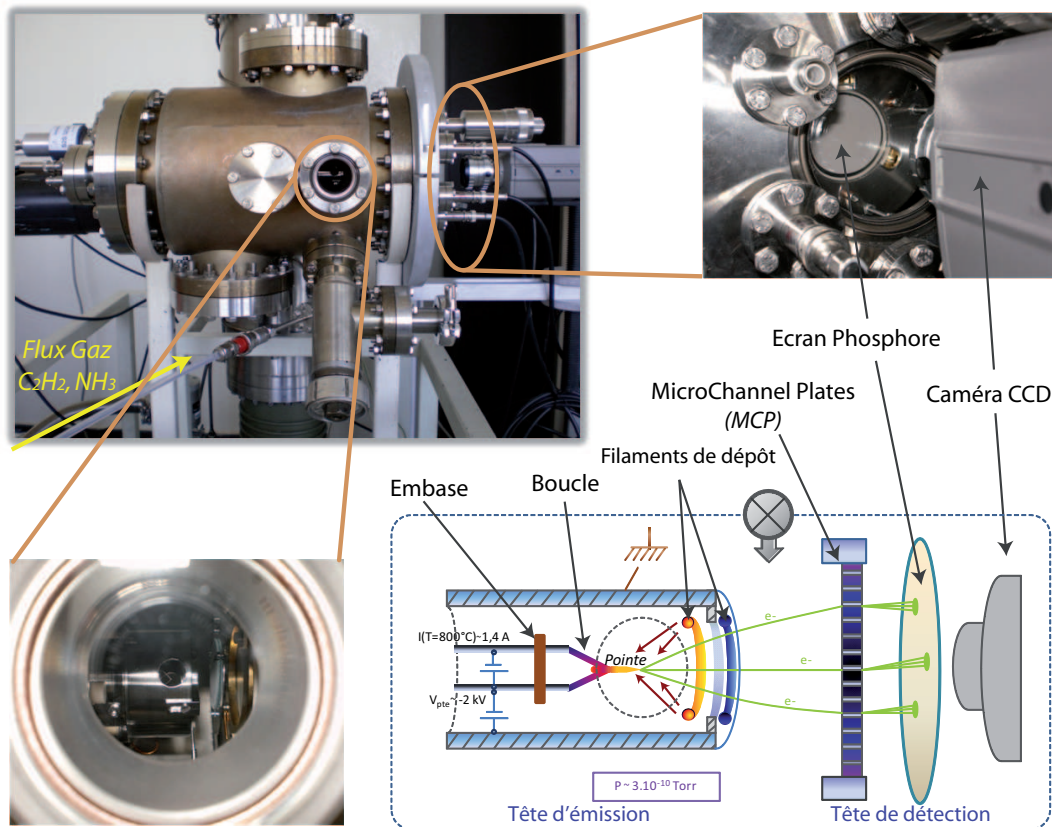 Flux Gaz
C2H2, NH3
Ecran Phosphore
MicroChannel Plates
(MCP)
Caméra CCD
Filaments de dépôt
Embase
Boucle
I(T=800°C)~1,4 A
Pointe
Vpte~-2 kV
e-
e-
e-
P ~ 3.10-10 Torr
Tête d'émission
Tête de détection